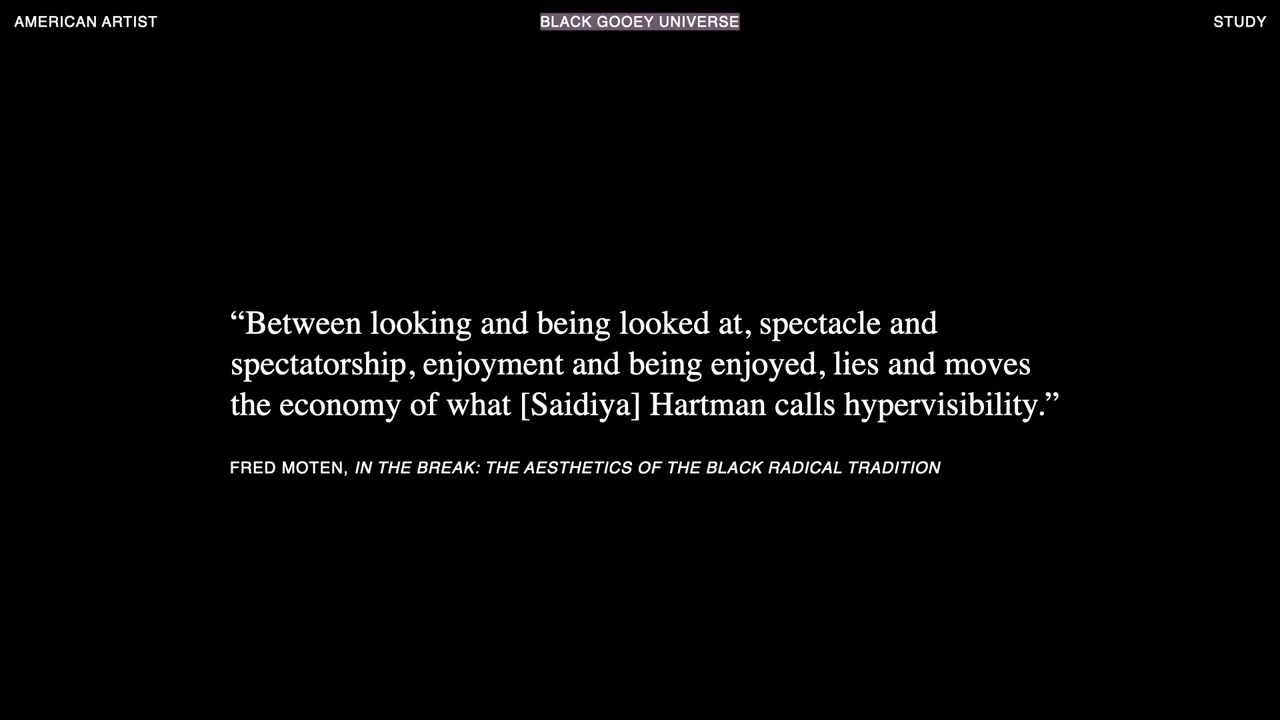 AMERICAN ARTIST
BLACK GOOEY UNIVERSE
STUDY
“Between looking and being looked at, spectacle and
spectatorship, enjoyment and being enjoyed, lies and moves
the economy of what [Saidiya] Hartman calls hypervisibility.”
FRED MOTEN, IN THE BREAK: THE AESTHETICS OF THE BLACK RADICAL TRADITION